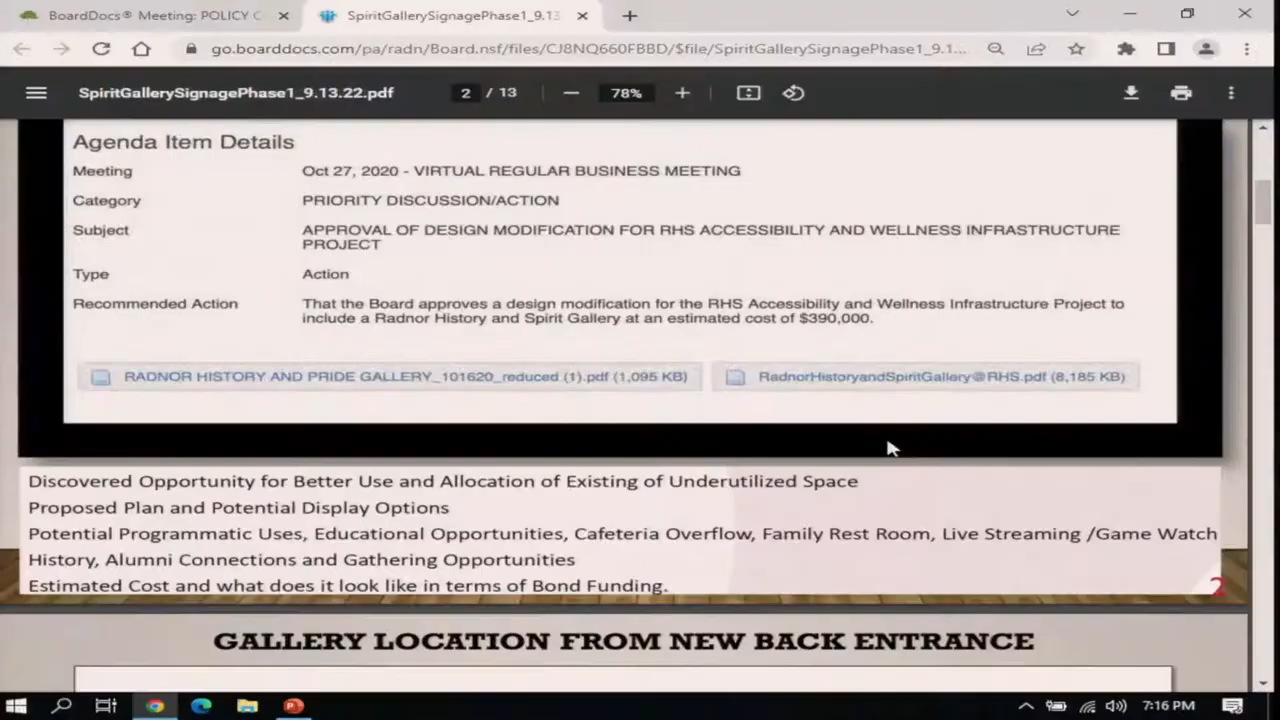 BoardDocs® Meeting: POLICY C
SpiritGallerySignagePhase1_9.13
go.boarddocs.com/pa/radn/Board.nsf/files/CJ8NQ660FBBD/$file/SpiritGallerySignagePhase1_9.1...
SpiritGallerySignagePhase1_9.13.22.pdf
2 / 13
78%
Agenda Item Details
Meeting Oct 27, 2020 - VIRTUAL REGULAR BUSINESS MEETING
Category PRIORITY DISCUSSION/ACTION
Subject APPROVAL OF DESIGN MODIFICATION FOR RHS ACCESSIBILITY AND WELLNESS INFRASTRUCTURE
PROJECT
Type Action
Recommended Action That the Board approves a design modification for the RHS Accessibility and Wellness Infrastructure Project to
include a Radnor History and Spirit Gallery at an estimated cost of $390,000.
RADNOR HISTORY AND PRIDE GALLERY_101620_reduced (1).pdf (1,095 KB) RadnorHistoryandSpiritGallery@RHS.pdf (8,185 KB)
Discovered Opportunity for Better Use and Allocation of Existing of Underutilized Space
Proposed Plan and Potential Display Options
Potential Programmatic Uses, Educational Opportunities, Cafeteria Overflow, Family Rest Room, Live Streaming /Game Watch
History, Alumni Connections and Gathering Opportunities
Estimated Cost and what does it look like in terms of Bond Funding.
2
GALLERY LOCATION FROM NEW BACK ENTRANCE
7:16 PM